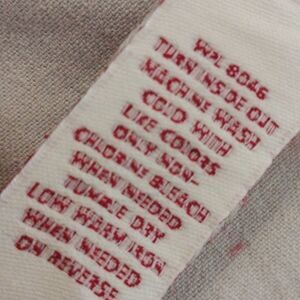 WPL 8046
TURN INSIDE OUT
MACHINE WASH
COLD WITH
LIKE COLORS
ONLY NON-
CHLORINE BLEACH
WHEN NEEDED
TUMBLE DRY
LOW WARM IRON
WHEN NEEDED
ON REVERSE